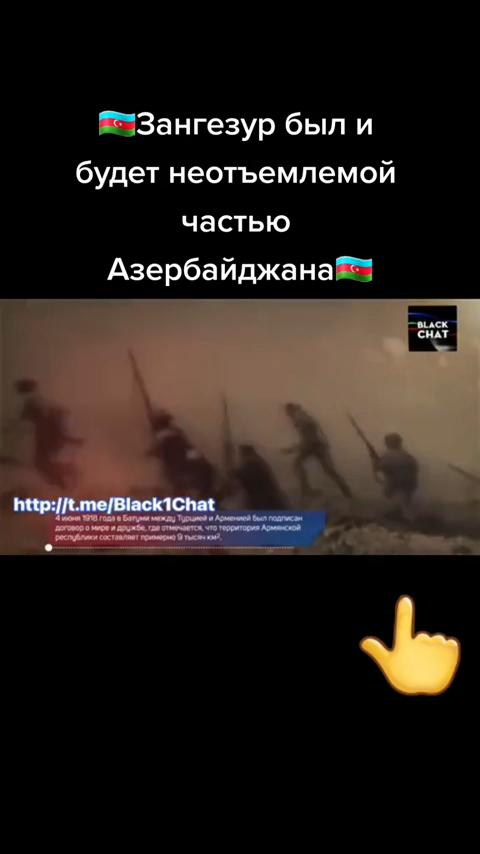 🇦🇿Зангезур был и
будет неотъемлемой
частью
Азербайджана🇦🇿
BLACK
CHAT
http://t.me/Black1Chat
4 июня 1918 года в Батуми между Турцией и Арменией был подписан
договор о мире и дружбе, где отмечается, что территория Армянской
республики составляет примерно 9 тысяч км².